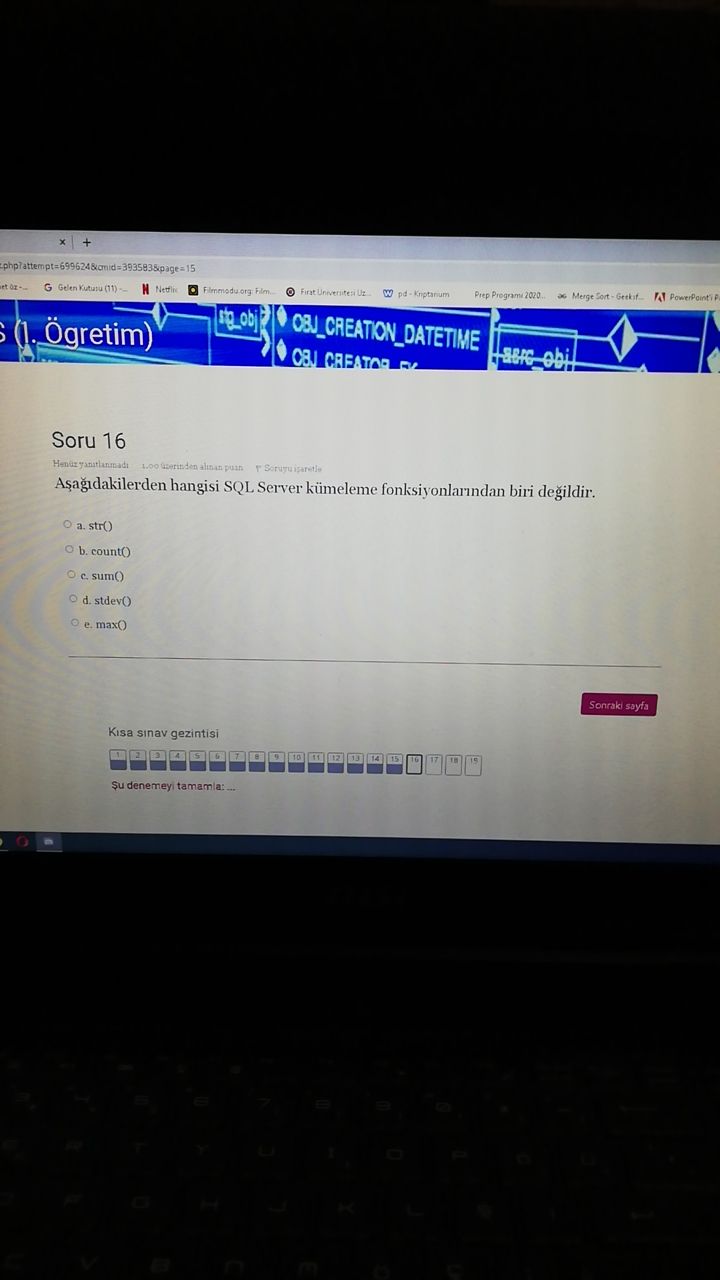 x +
.php?attempt=699624&cmid=393583&page=15
Gelen Kutusu (11) -... Netflix Filmmodu.org: Film... Fırat Üniversitesi Uz... pd - Kriptarium Prep Programı 2020... Merge Sort - Geeksf... PowerPoint'i P
(1. Ögretim)
stg_obj OBJ_CREATION_DATETIME
OBJ_CREATOR_FK
Soru 16
Henüz yanıtlanmadı 1,00 üzerinden alınan puan Soruyu işaretle
Aşağıdakilerden hangisi SQL Server kümeleme fonksiyonlarından biri değildir.
a. str()
b. count()
c. sum()
d. stdev()
e. max()
Sonraki sayfa
Kısa sınav gezintisi
1 2 3 4 5 6 7 8 9 10 11 12 13 14 15 16 17 18 19
Şu denemeyi tamamla: ...